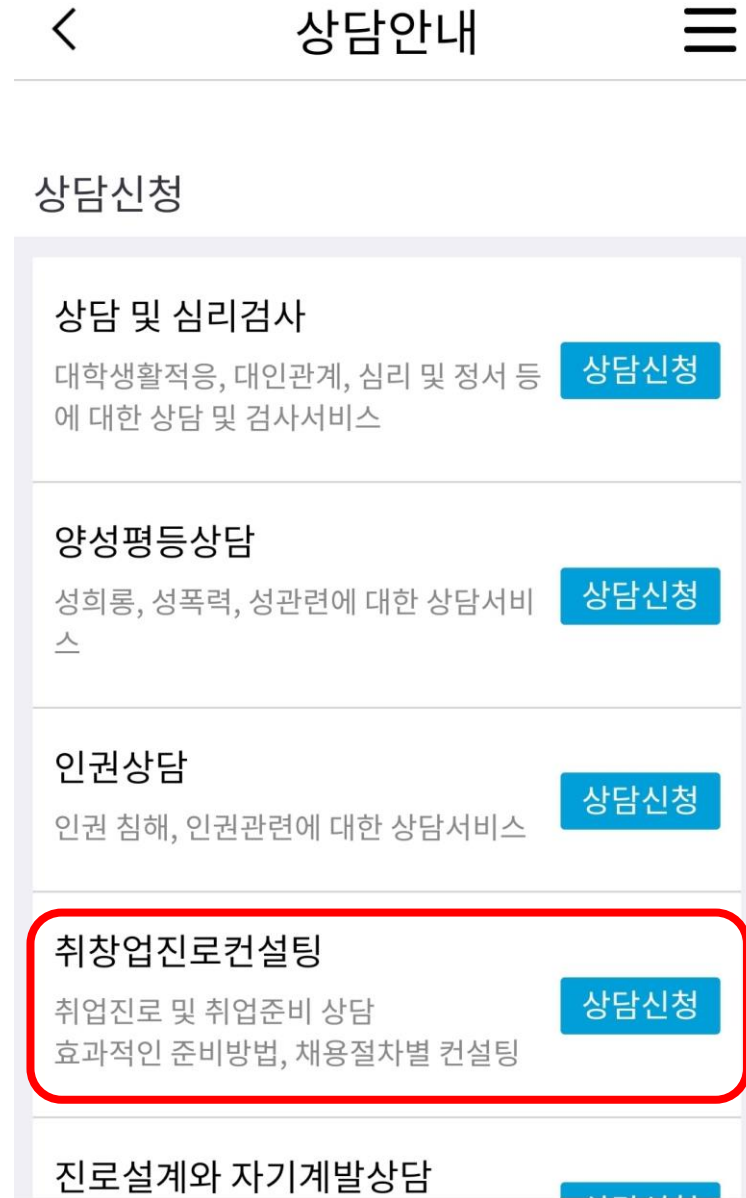 상담안내
상담신청
상담 및 심리검사
대학생활적응, 대인관계, 심리 및 정서 등
에 대한 상담 및 검사서비스
상담신청
양성평등상담
성희롱, 성폭력, 성관련에 대한 상담서비
스
상담신청
인권상담
인권 침해, 인권관련에 대한 상담서비스
상담신청
취창업진로컨설팅
취업진로 및 취업준비 상담
효과적인 준비방법, 채용절차별 컨설팅
상담신청
진로설계와 자기계발상담